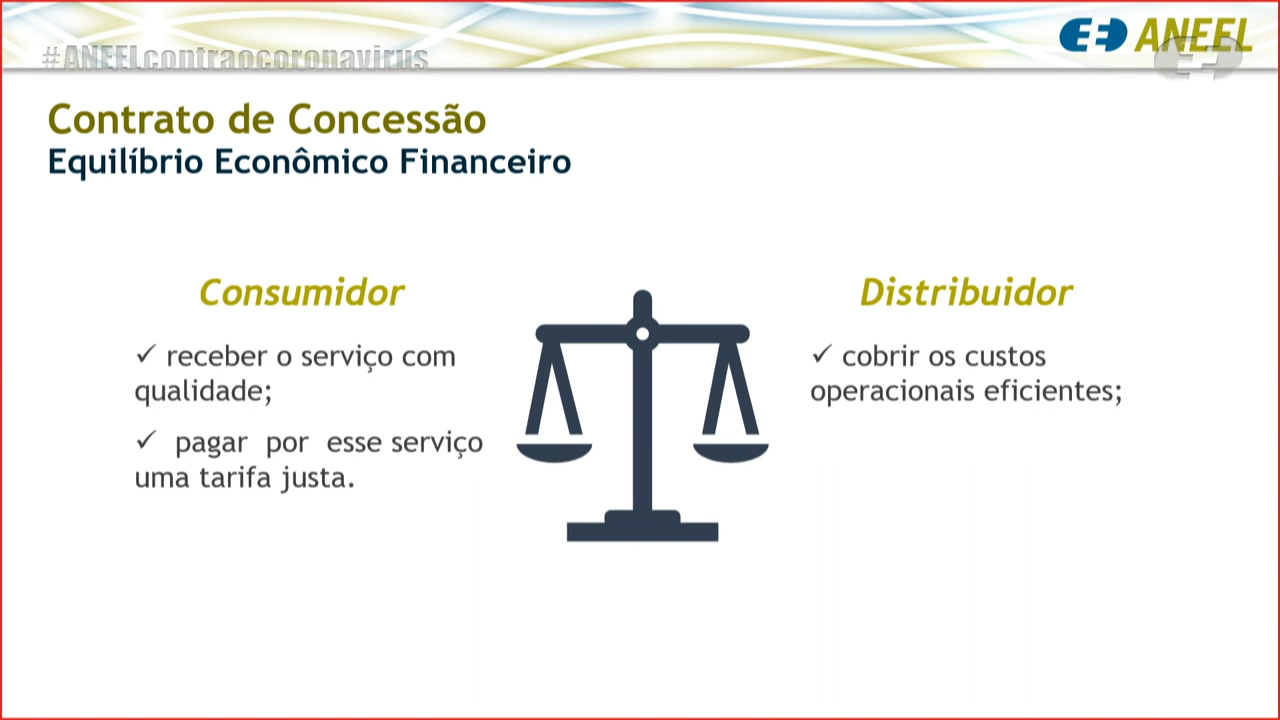 #ANEELcontraocoronavirus
ANEEL
Contrato de Concessão
Equilíbrio Econômico Financeiro
Consumidor
✓ receber o serviço com
qualidade;
✓ pagar por esse serviço
uma tarifa justa.
Distribuidor
✓ cobrir os custos
operacionais eficientes;